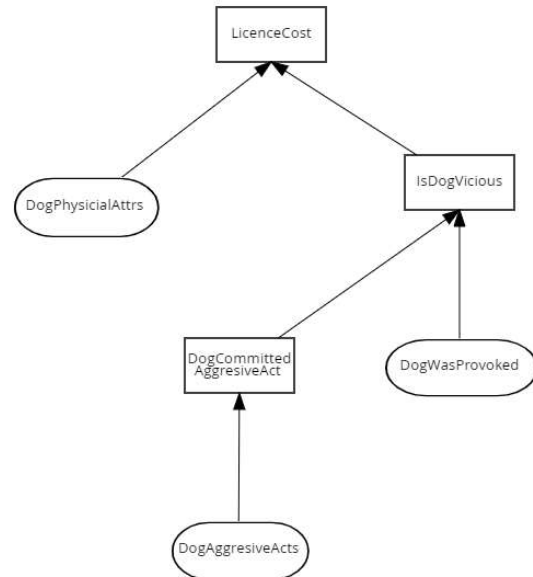 LicenceCost
IsDogVicious
DogPhysicialAttrs
DogCommitted
AggresiveAct
DogWasProvoked
DogAggresiveActs